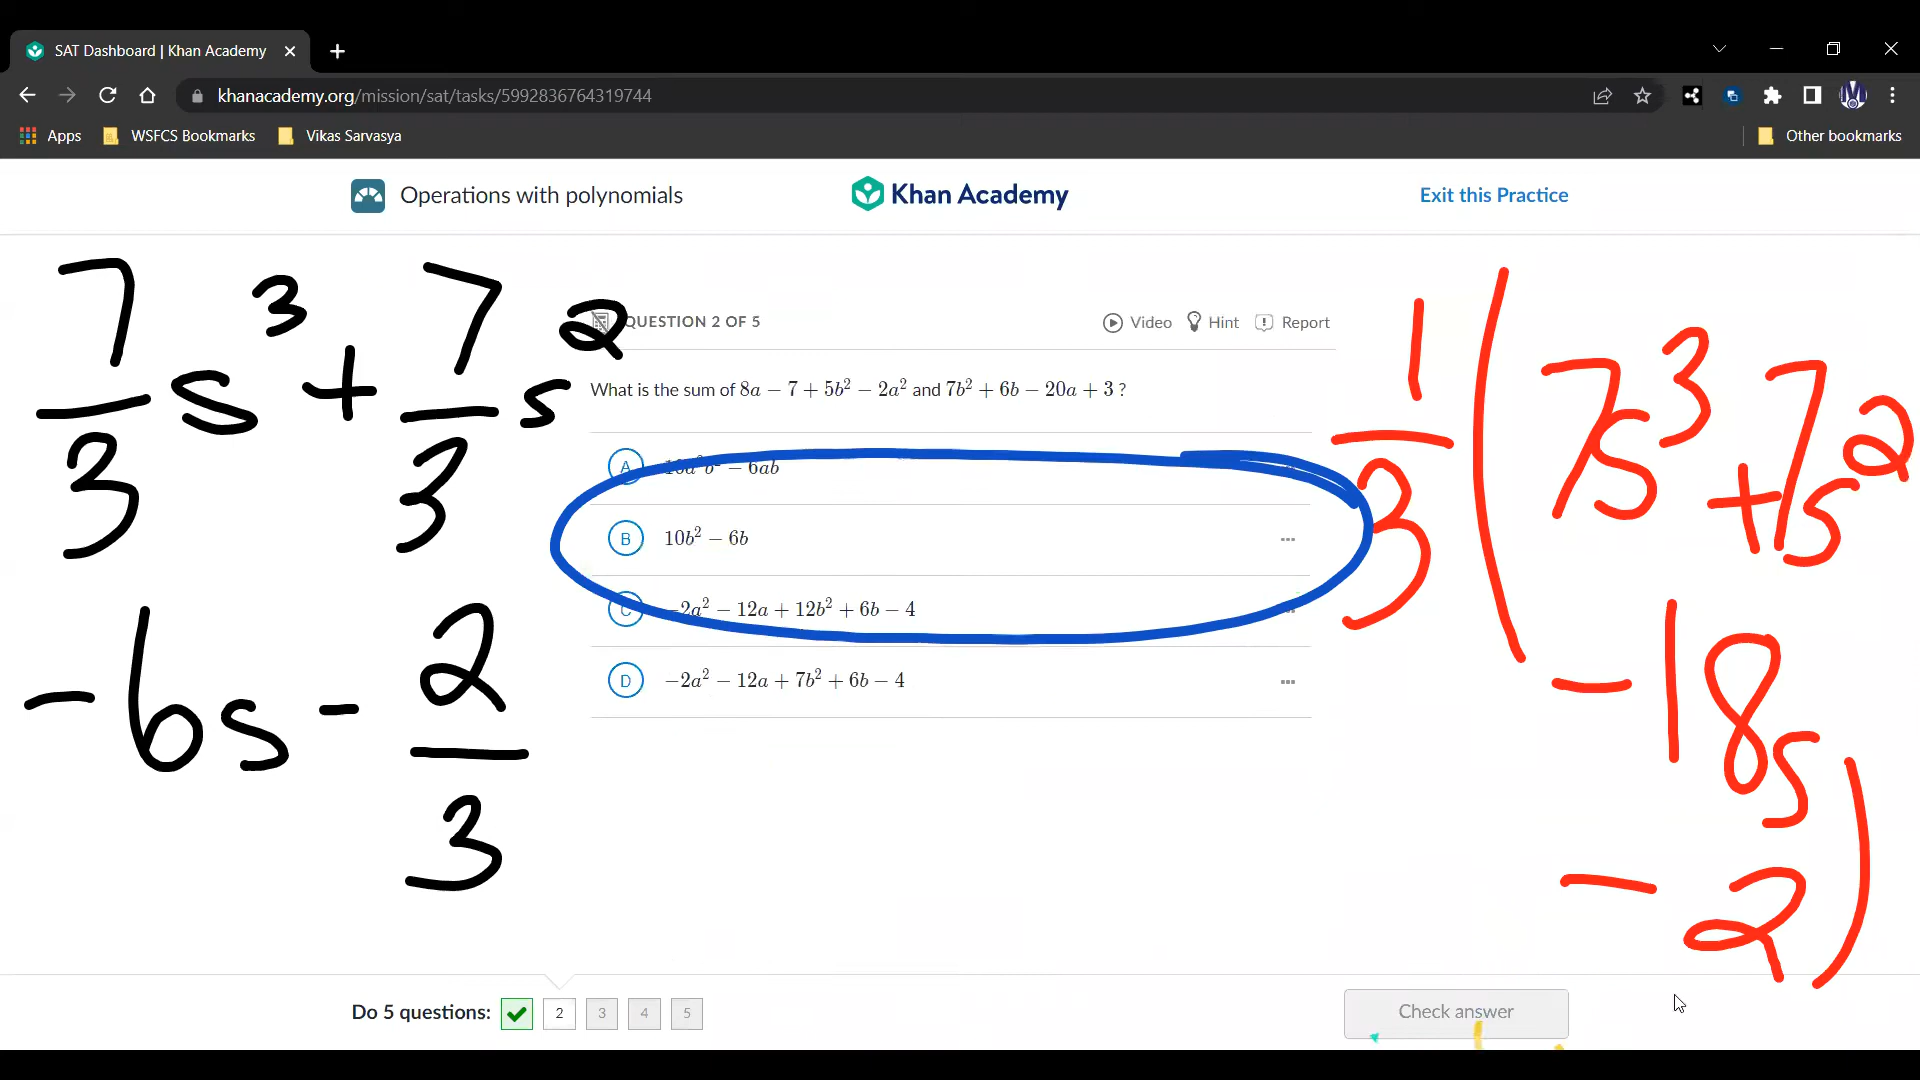 SAT Dashboard | Khan Academy
khanacademy.org/mission/sat/tasks/5992836764319744
Apps WSFCS Bookmarks Vikas Sarvasya Other bookmarks
Operations with polynomials Khan Academy Exit this Practice
QUESTION 2 OF 5 Video Hint Report
What is the sum of 8a − 7 + 5b² − 2a² and 7b² + 6b − 20a + 3 ?
A − 6ab
B 10b² − 6b
C −2a² − 12a + 12b² + 6b − 4
D −2a² − 12a + 7b² + 6b − 4
7/3 s³ + 7/3 s²
−6s − 2/3
1/3 (7s³ + 7s²
−18s
−2)
Do 5 questions: 2 3 4 5 Check answer